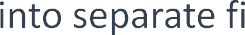 into separate fi